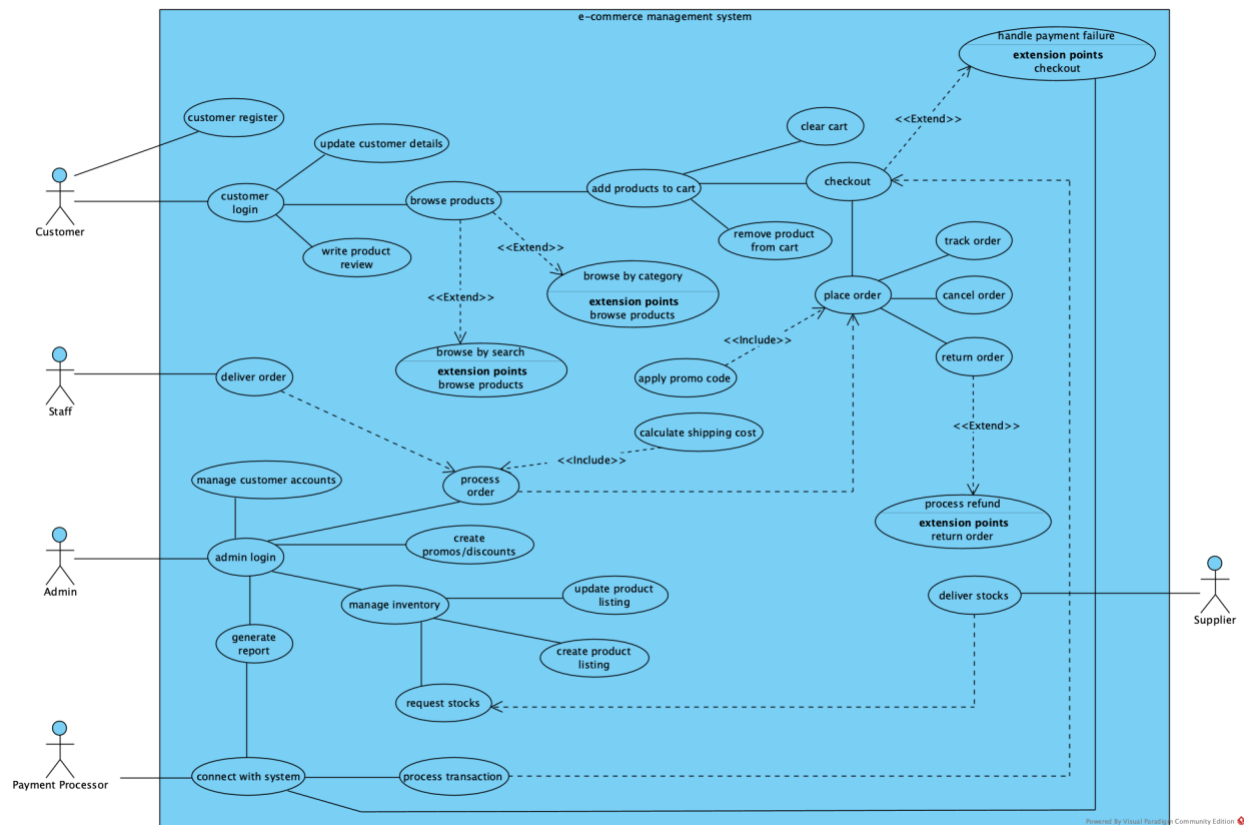 e-commerce management system
handle payment failure
extension points
checkout
customer register
clear cart
<<Extend>>
update customer details
add products to cart
checkout
customer
login
browse products
Customer
write product
review
<<Extend>>
remove product
from cart
track order
browse by category
extension points
browse products
<<Extend>>
place order
cancel order
<<Include>>
browse by search
extension points
browse products
return order
deliver order
apply promo code
Staff
<<Extend>>
calculate shipping cost
<<Include>>
manage customer accounts
process
order
process refund
extension points
return order
create
promos/discounts
admin login
Admin
manage inventory
update product
listing
deliver stocks
Supplier
generate
report
create product
listing
request stocks
connect with system
process transaction
Payment Processor
Powered By Visual Paradigm Community Edition